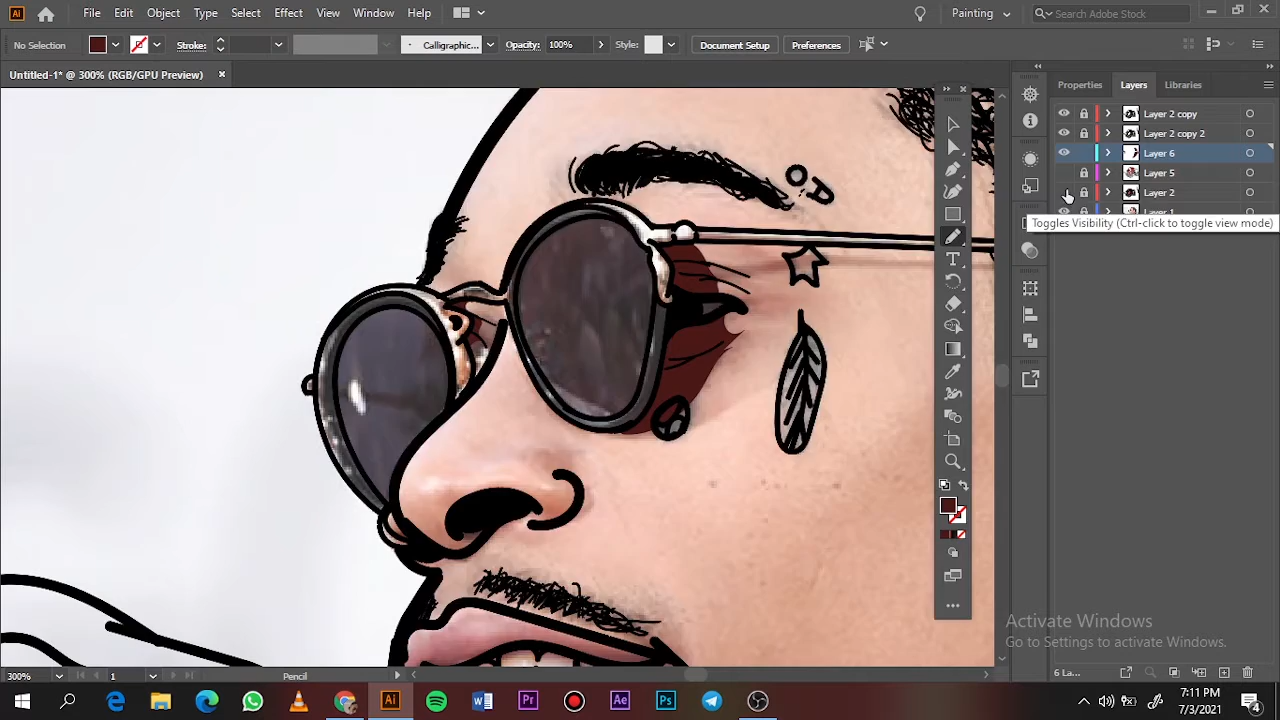 File Edit Object Type Select Effect View Window Help
Painting
Search Adobe Stock
No Selection
Stroke:
Calligraphic...
Opacity: 100%
Style:
Document Setup
Preferences
Untitled-1* @ 300% (RGB/GPU Preview)
Properties Layers Libraries
Layer 2 copy
Layer 2 copy 2
Layer 6
Layer 5
Layer 2
Layer 1
Toggles Visibility (Ctrl-click to toggle view mode)
Activate Windows
Go to Settings to activate Windows.
300%
1
Pencil
6 La...
7:11 PM
7/3/2021